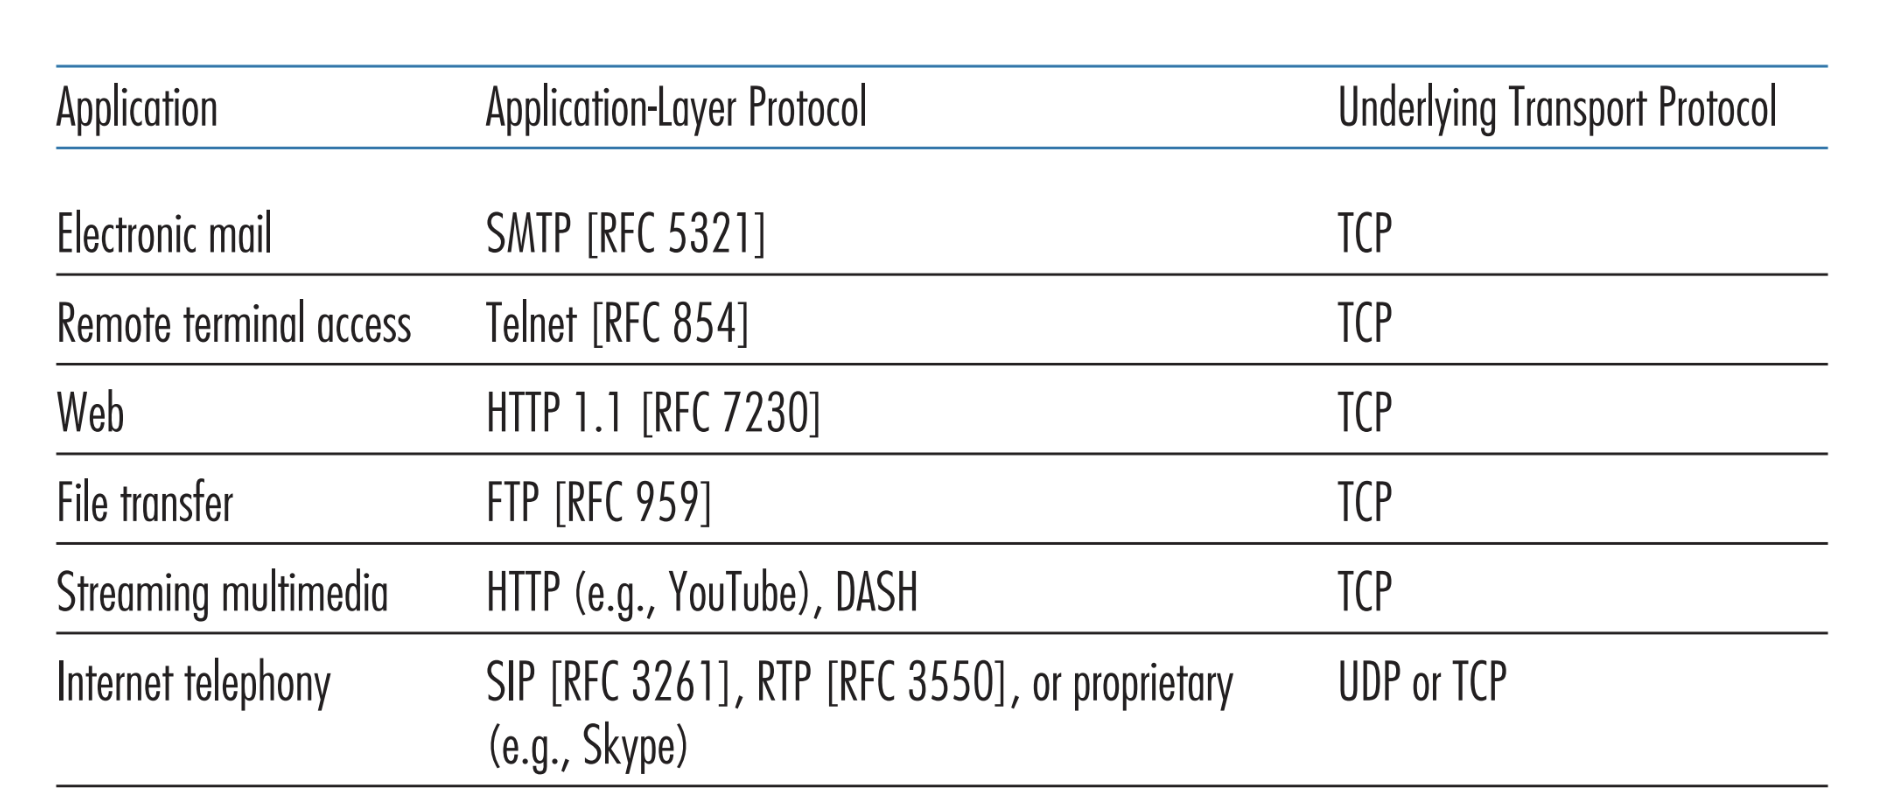 Application Application-Layer Protocol Underlying Transport Protocol
Electronic mail SMTP [RFC 5321] TCP
Remote terminal access Telnet [RFC 854] TCP
Web HTTP 1.1 [RFC 7230] TCP
File transfer FTP [RFC 959] TCP
Streaming multimedia HTTP (e.g., YouTube), DASH TCP
Internet telephony SIP [RFC 3261], RTP [RFC 3550], or proprietary UDP or TCP
(e.g., Skype)